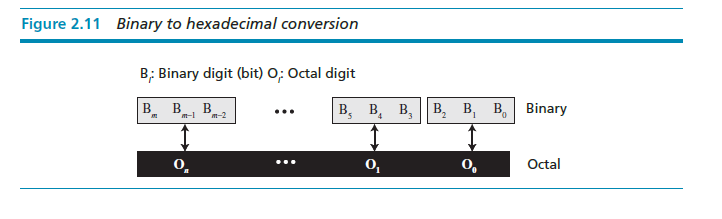 Figure 2.11 Binary to hexadecimal conversion
Bᵢ: Binary digit (bit) Oᵢ: Octal digit
Bₘ Bₘ₋₁ Bₘ₋₂ ••• B₅ B₄ B₃ B₂ B₁ B₀ Binary
Oₙ ••• O₁ O₀ Octal